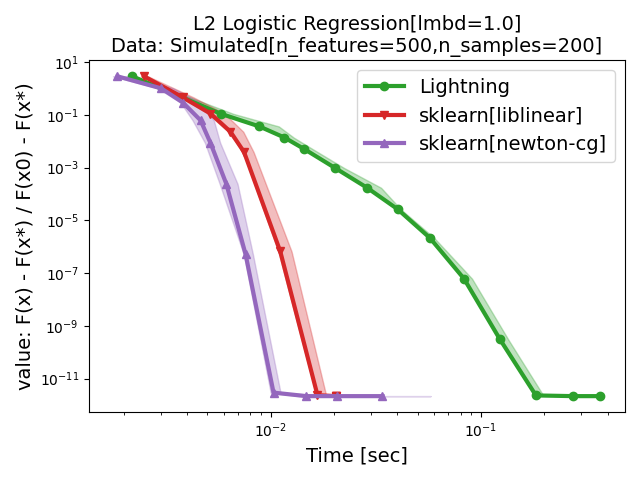 L2 Logistic Regression[lmbd=1.0]
Data: Simulated[n_features=500,n_samples=200]
value: F(x) - F(x*) / F(x0) - F(x*)
10¹
10⁻¹
10⁻³
10⁻⁵
10⁻⁷
10⁻⁹
10⁻¹¹
Lightning
sklearn[liblinear]
sklearn[newton-cg]
10⁻²
10⁻¹
Time [sec]